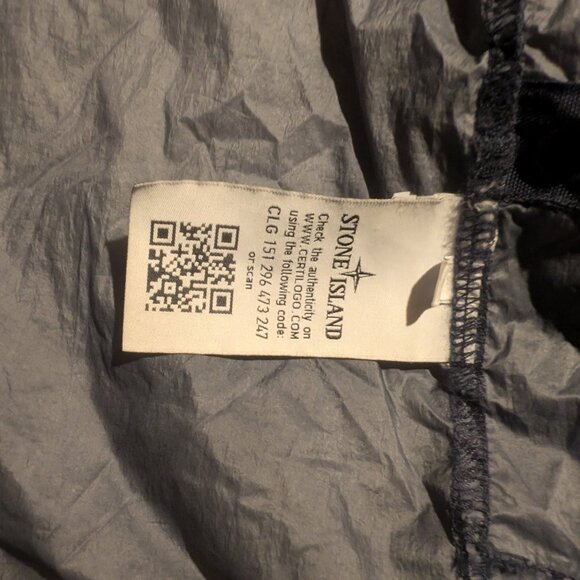 STONE ISLAND
Check the authenticity on
WWW.CERTILOGO.COM
using the following code:
CLG 151 296 473 247
or scan